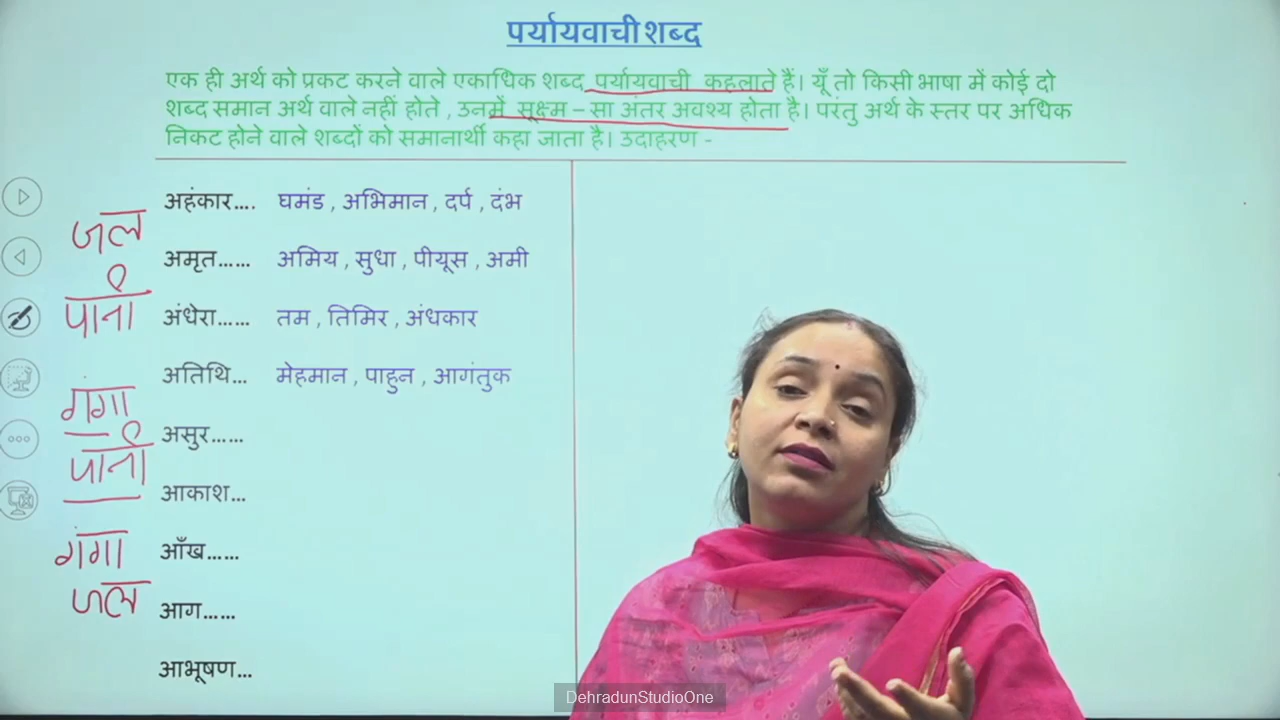 पर्यायवाची शब्द
एक ही अर्थ को प्रकट करने वाले एकाधिक शब्द पर्यायवाची कहलाते हैं। यूँ तो किसी भाषा में कोई दो
शब्द समान अर्थ वाले नहीं होते , उनमें सूक्ष्म – सा अंतर अवश्य होता है। परंतु अर्थ के स्तर पर अधिक
निकट होने वाले शब्दों को समानार्थी कहा जाता है। उदाहरण -
अहंकार.... घमंड , अभिमान , दर्प , दंभ
जल
अमृत...... अमिय , सुधा , पीयूस , अमी
पानी
अंधेरा...... तम , तिमिर , अंधकार
अतिथि... मेहमान , पाहुन , आगंतुक
गंगा
असुर......
पानी
आकाश...
गंगा
आँख......
जल
आग......
आभूषण...
DehradunStudioOne